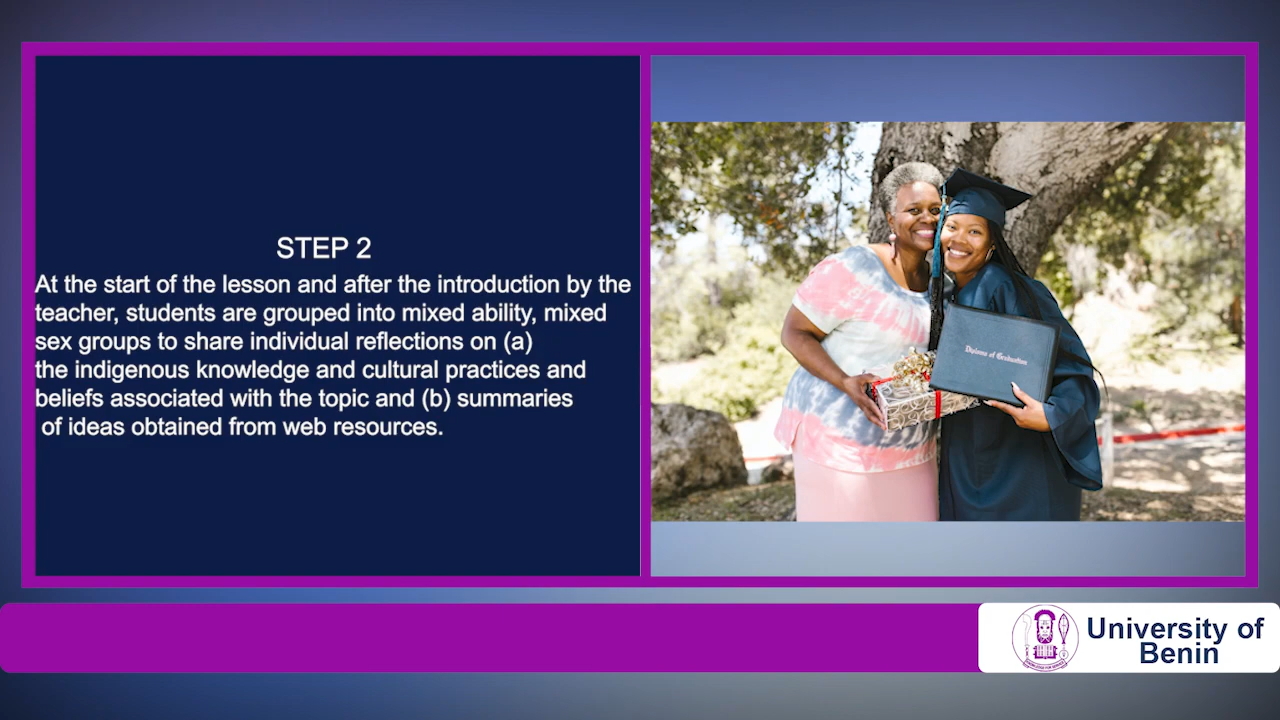 STEP 2
At the start of the lesson and after the introduction by the
teacher, students are grouped into mixed ability, mixed
sex groups to share individual reflections on (a)
the indigenous knowledge and cultural practices and
beliefs associated with the topic and (b) summaries
of ideas obtained from web resources.
Diploma of Graduation
University of
Benin